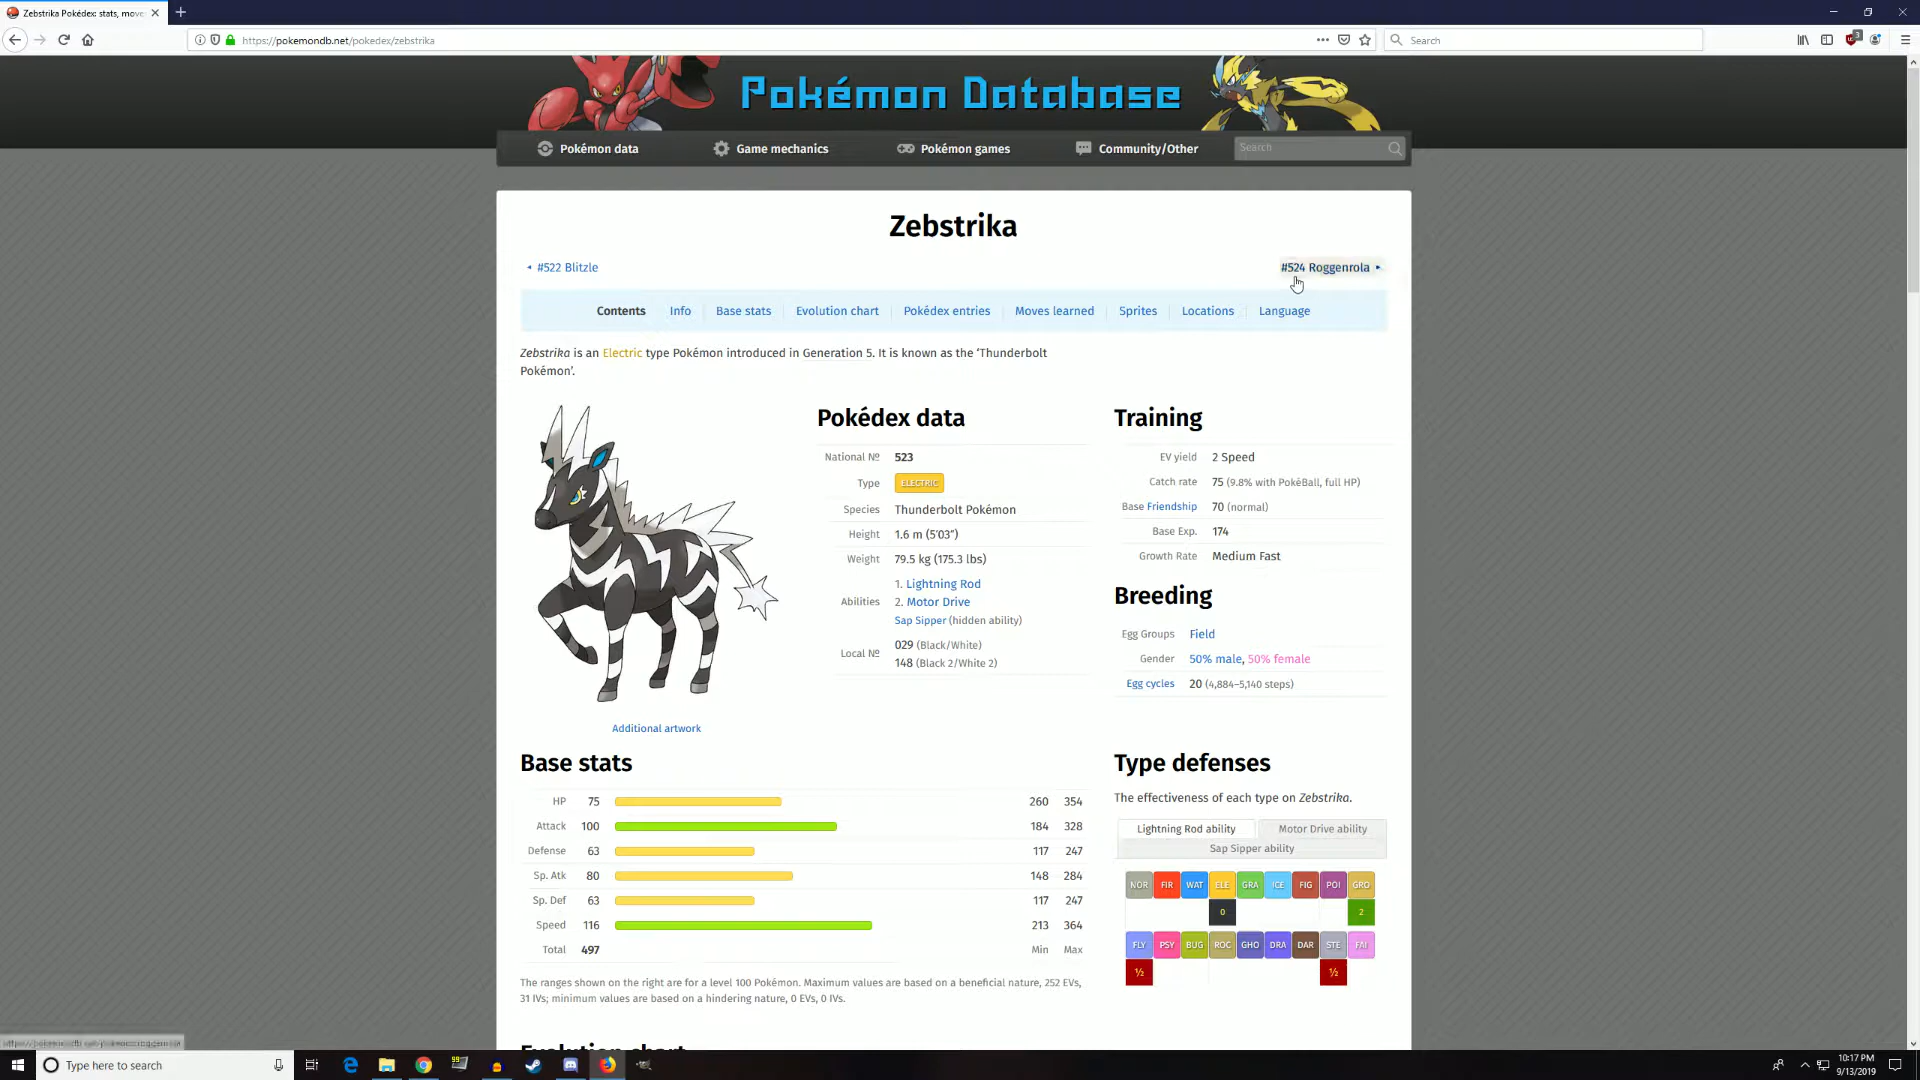 Zebstrika Pokédex: stats, move
https://pokemondb.net/pokedex/zebstrika
Search
3
Pokémon Database
Pokémon data
Game mechanics
Pokémon games
Community/Other
Search
Zebstrika
#522 Blitzle
#524 Roggenrola
Contents Info Base stats Evolution chart Pokédex entries Moves learned Sprites Locations Language
Zebstrika is an Electric type Pokémon introduced in Generation 5. It is known as the ‘Thunderbolt
Pokémon’.
Additional artwork
Pokédex data
National № 523
Type ELECTRIC
Species Thunderbolt Pokémon
Height 1.6 m (5′03″)
Weight 79.5 kg (175.3 lbs)
Abilities
1. Lightning Rod
2. Motor Drive
Sap Sipper (hidden ability)
Local №
029 (Black/White)
148 (Black 2/White 2)
Training
EV yield 2 Speed
Catch rate 75 (9.8% with PokéBall, full HP)
Base Friendship 70 (normal)
Base Exp. 174
Growth Rate Medium Fast
Breeding
Egg Groups Field
Gender 50% male, 50% female
Egg cycles 20 (4,884–5,140 steps)
Base stats
HP 75 260 354
Attack 100 184 328
Defense 63 117 247
Sp. Atk 80 148 284
Sp. Def 63 117 247
Speed 116 213 364
Total 497 Min Max
The ranges shown on the right are for a level 100 Pokémon. Maximum values are based on a beneficial nature, 252 EVs,
31 IVs; minimum values are based on a hindering nature, 0 EVs, 0 IVs.
Type defenses
The effectiveness of each type on Zebstrika.
Lightning Rod ability
Motor Drive ability
Sap Sipper ability
NOR FIR WAT ELE GRA ICE FIG POI GRO
0 2
FLY PSY BUG ROC GHO DRA DAR STE FAI
½ ½
Evolution chart
Type here to search
99
10:17 PM
9/13/2019